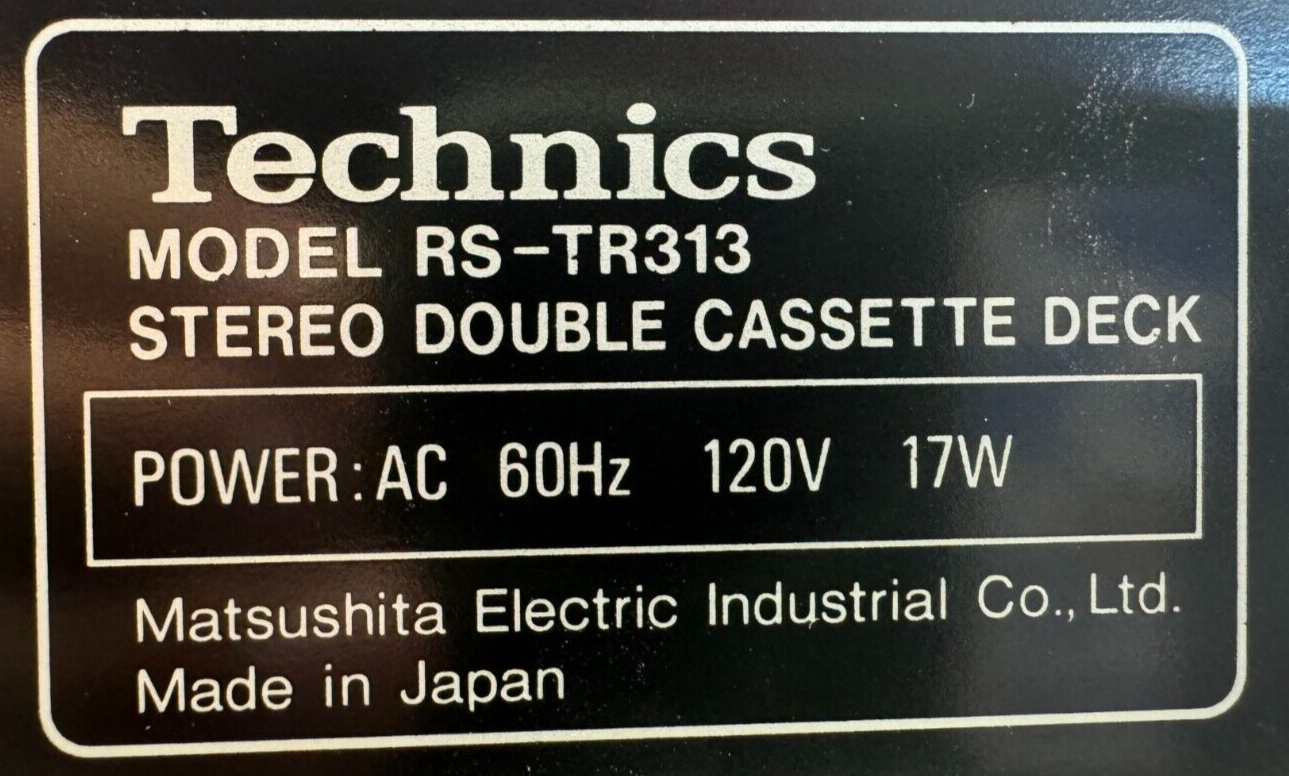 Technics
MODEL RS-TR313
STEREO DOUBLE CASSETTE DECK
POWER: AC 60Hz 120V 17W
Matsushita Electric Industrial Co., Ltd.
Made in Japan